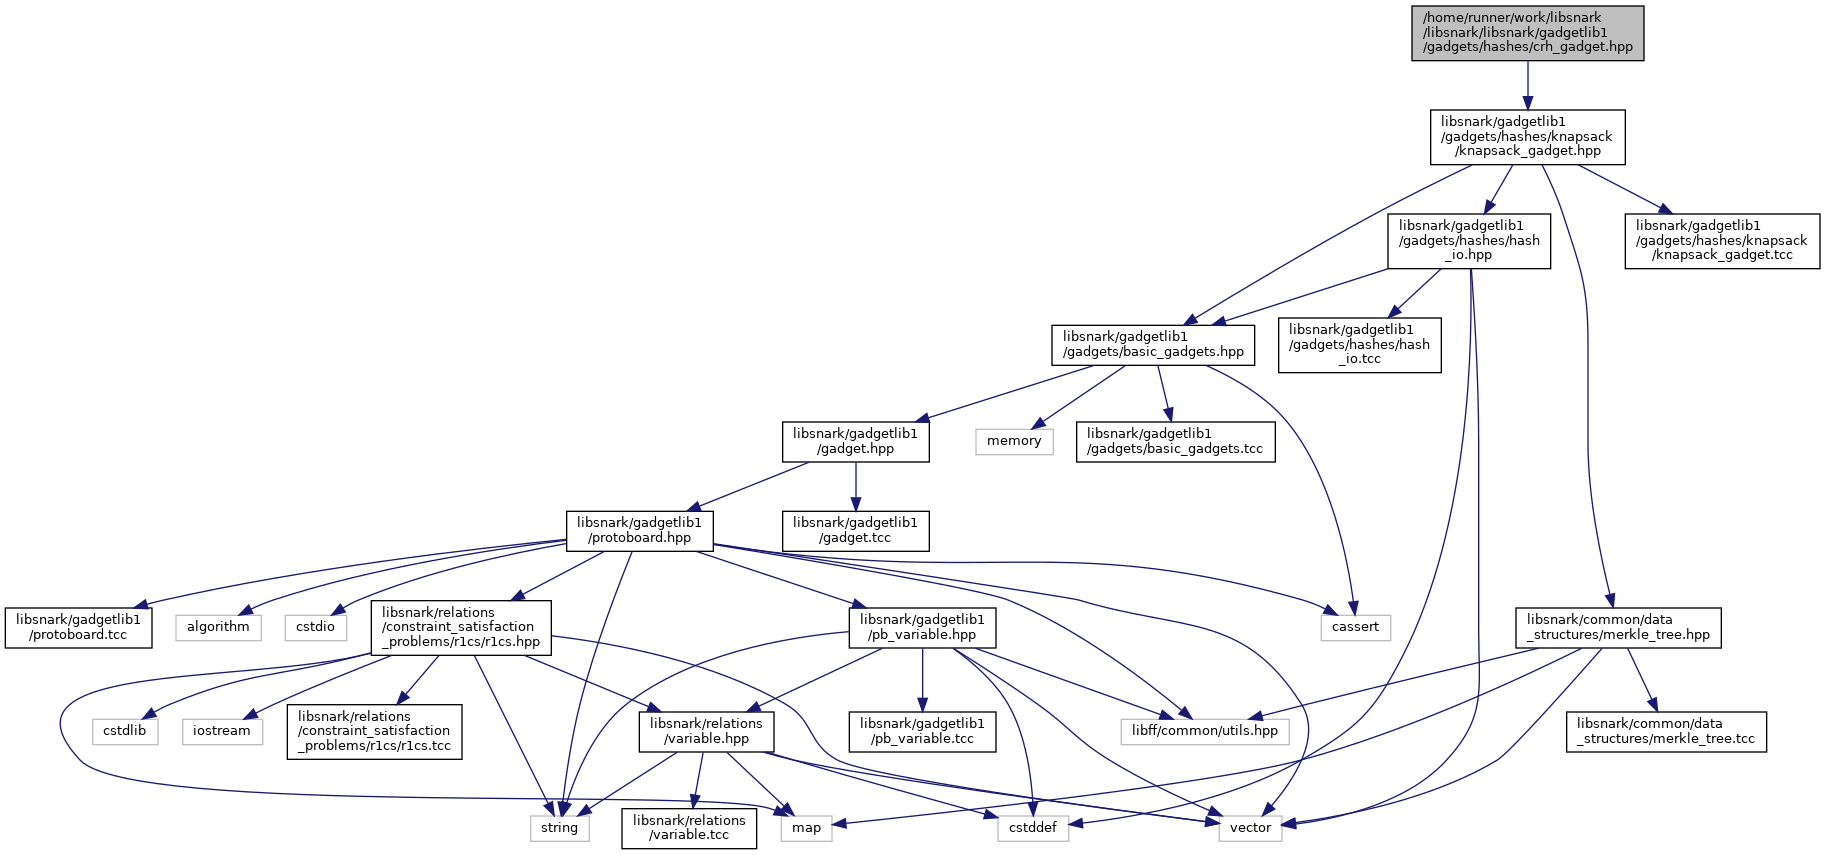 /home/runner/work/libsnark
/libsnark/libsnark/gadgetlib1
/gadgets/hashes/crh_gadget.hpp
libsnark/gadgetlib1
/gadgets/hashes/knapsack
/knapsack_gadget.hpp
libsnark/gadgetlib1
/gadgets/hashes/hash
_io.hpp
libsnark/gadgetlib1
/gadgets/hashes/knapsack
/knapsack_gadget.tcc
libsnark/gadgetlib1
/gadgets/basic_gadgets.hpp
libsnark/gadgetlib1
/gadgets/hashes/hash
_io.tcc
libsnark/gadgetlib1
/gadget.hpp
memory
libsnark/gadgetlib1
/gadgets/basic_gadgets.tcc
libsnark/gadgetlib1
/protoboard.hpp
libsnark/gadgetlib1
/gadget.tcc
libsnark/gadgetlib1
/protoboard.tcc
algorithm
cstdio
libsnark/relations
/constraint_satisfaction
_problems/r1cs/r1cs.hpp
libsnark/gadgetlib1
/pb_variable.hpp
cassert
libsnark/common/data
_structures/merkle_tree.hpp
cstdlib
iostream
libsnark/relations
/constraint_satisfaction
_problems/r1cs/r1cs.tcc
libsnark/relations
/variable.hpp
libsnark/gadgetlib1
/pb_variable.tcc
libff/common/utils.hpp
libsnark/common/data
_structures/merkle_tree.tcc
string
libsnark/relations
/variable.tcc
map
cstddef
vector